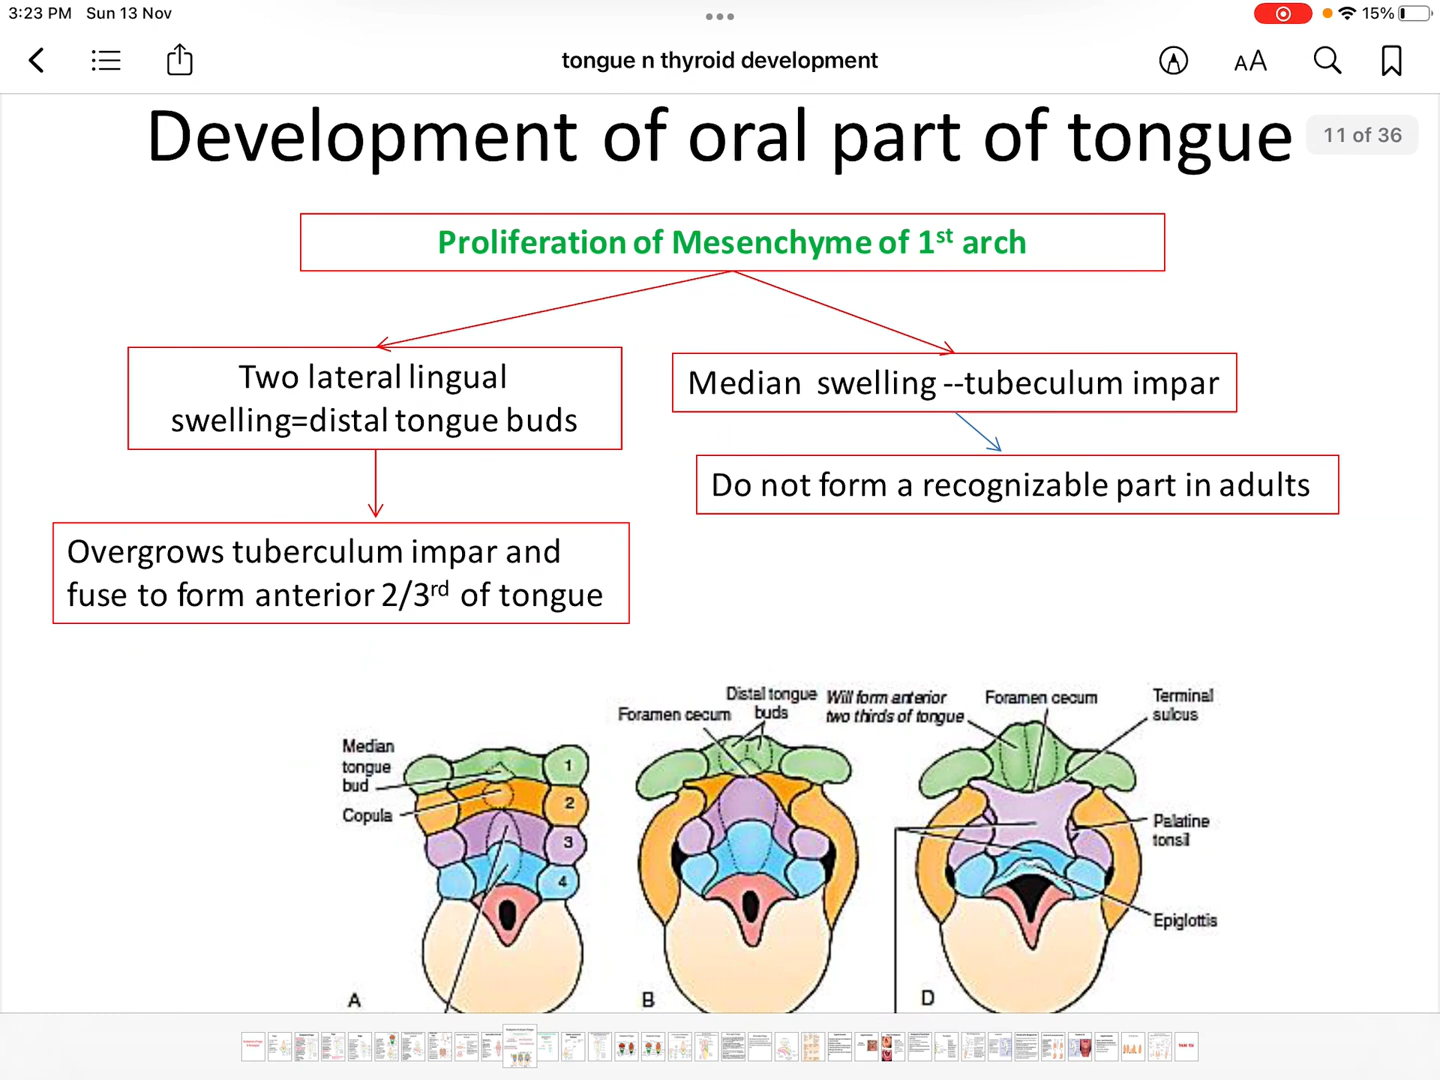 3:23 PM Sun 13 Nov
15%
tongue n thyroid development
AA
Development of oral part of tongue
11 of 36
Proliferation of Mesenchyme of 1st arch
Two lateral lingual
swelling=distal tongue buds
Median swelling --tubeculum impar
Do not form a recognizable part in adults
Overgrows tuberculum impar and
fuse to form anterior 2/3rd of tongue
Median
tongue
bud
Copula
1
2
3
4
A
Foramen cecum
Distal tongue
buds
B
Will form anterior
two thirds of tongue
Foramen cecum
Terminal
sulcus
Palatine
tonsil
Epiglottis
D